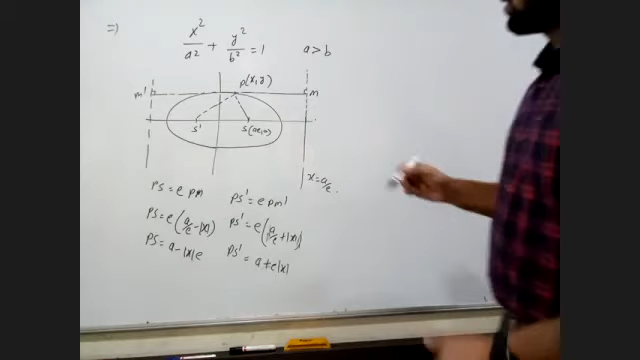 ⇒ x²/a² + y²/b² = 1 a > b
M' P(x,y) M
S' S(ae,0)
x = a/e.
PS = e PM PS' = e PM'
PS = e(a/e - |x|) PS' = e(a/e + |x|)
PS = a - |x|e PS' = a + e|x|